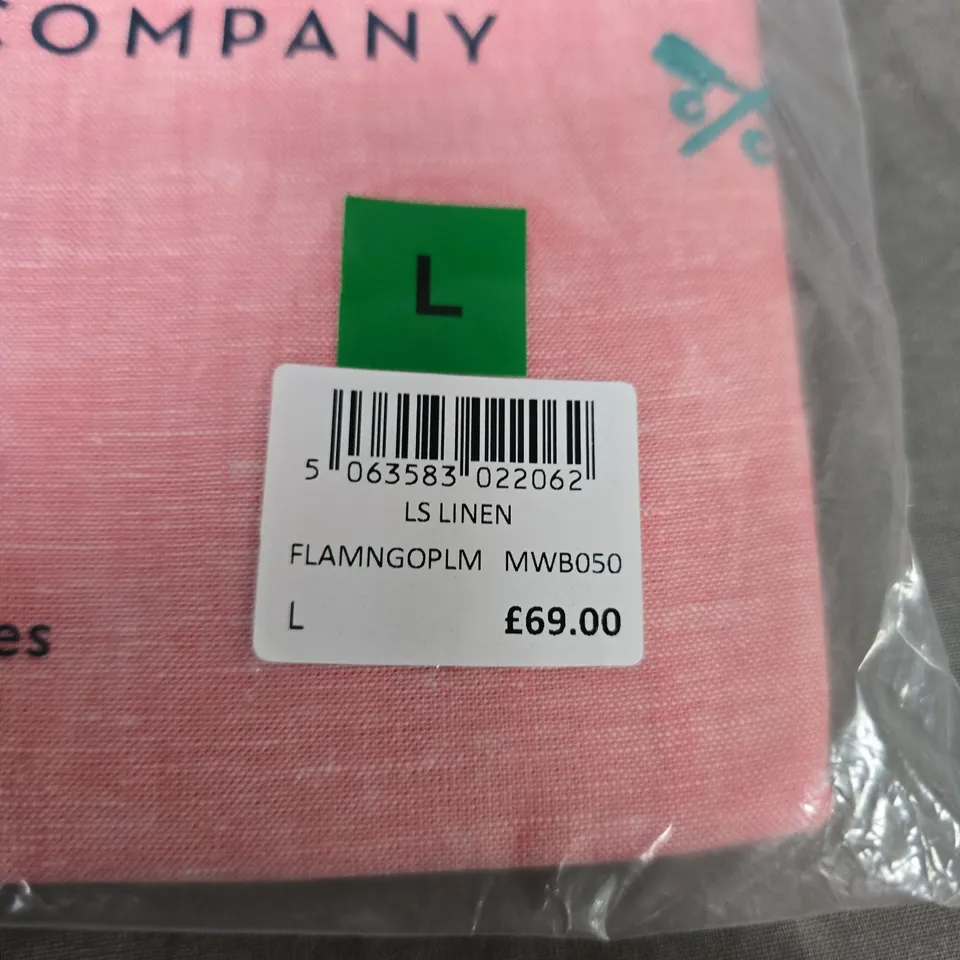 COMPANY
L
5 063583 022062
LS LINEN
FLAMNGOPLM MWB050
L £69.00
es